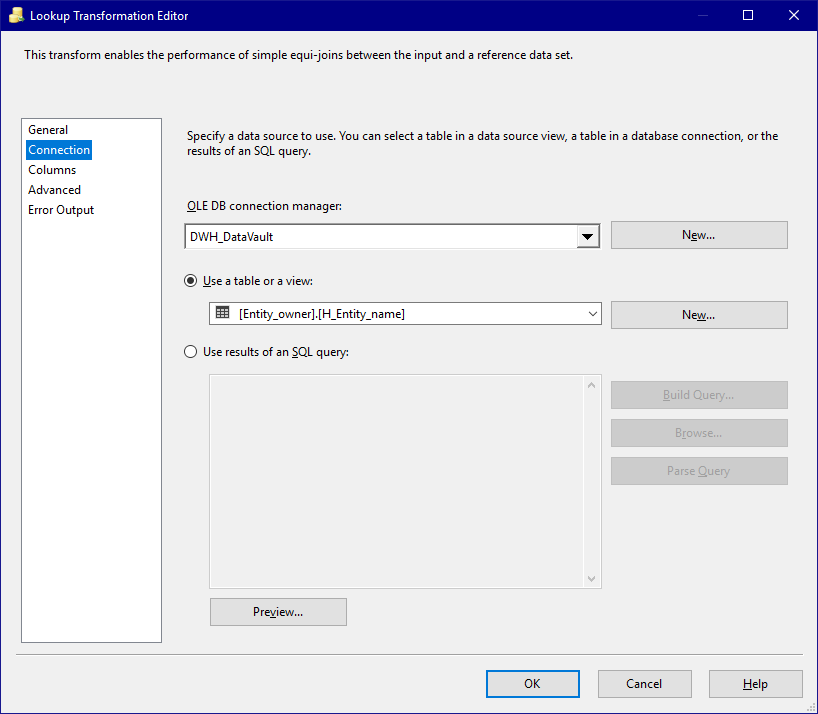 Lookup Transformation Editor
This transform enables the performance of simple equi-joins between the input and a reference data set.
General
Connection
Columns
Advanced
Error Output
Specify a data source to use. You can select a table in a data source view, a table in a database connection, or the
results of an SQL query.
OLE DB connection manager:
DWH_DataVault
New...
Use a table or a view:
[Entity_owner].[H_Entity_name]
New...
Use results of an SQL query:
Build Query...
Browse...
Parse Query
Preview...
OK
Cancel
Help